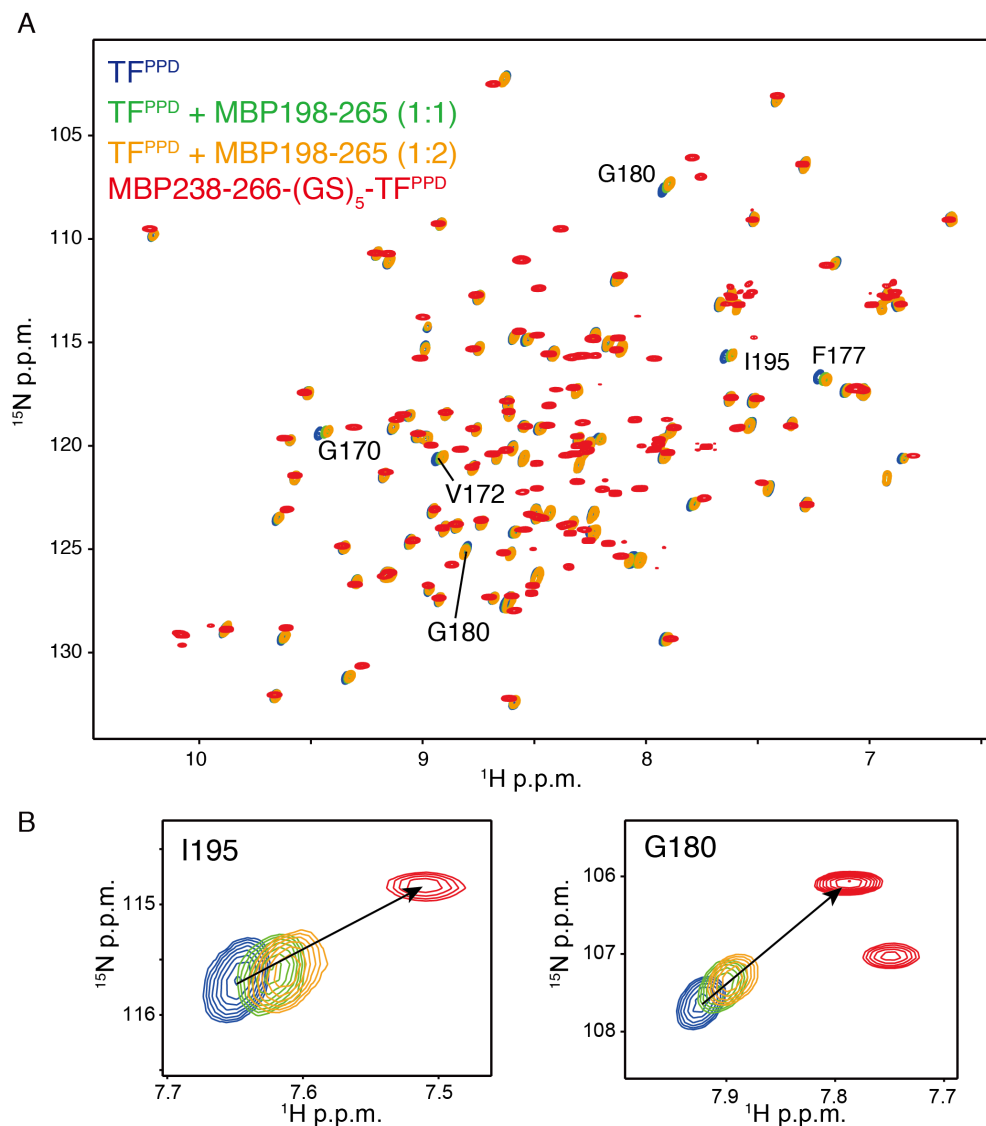 A
TFᴾᴾᴰ
TFᴾᴾᴰ + MBP198-265 (1:1)
TFᴾᴾᴰ + MBP198-265 (1:2)
MBP238-266-(GS)₅-TFᴾᴾᴰ
105
110
115
120
125
130
¹⁵N p.p.m.
G180
I195
F177
G170
V172
G180
10
9
8
7
¹H p.p.m.
B
I195
115
116
¹⁵N p.p.m.
7.7
7.6
7.5
¹H p.p.m.
G180
106
107
108
¹⁵N p.p.m.
7.9
7.8
7.7
¹H p.p.m.